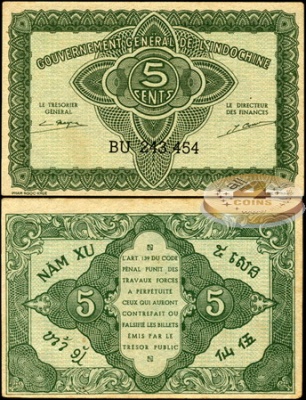 GOUVERNEMENT GÉNÉRAL DE L'INDOCHINE
5
CENTS
LE TRÉSORIER
GÉNÉRAL
LE DIRECTEUR
DES FINANCES
BU 243,454
COINS
NAM XU
L'ART. 139 DU CODE
PÉNAL PUNIT DES
TRAVAUX FORCÉS
À PERPÉTUITÉ
CEUX QUI AURONT
CONTREFAIT OU
FALSIFIÉ LES BILLETS
ÉMIS PAR LE
TRÉSOR PUBLIC
5
5
仙 伍